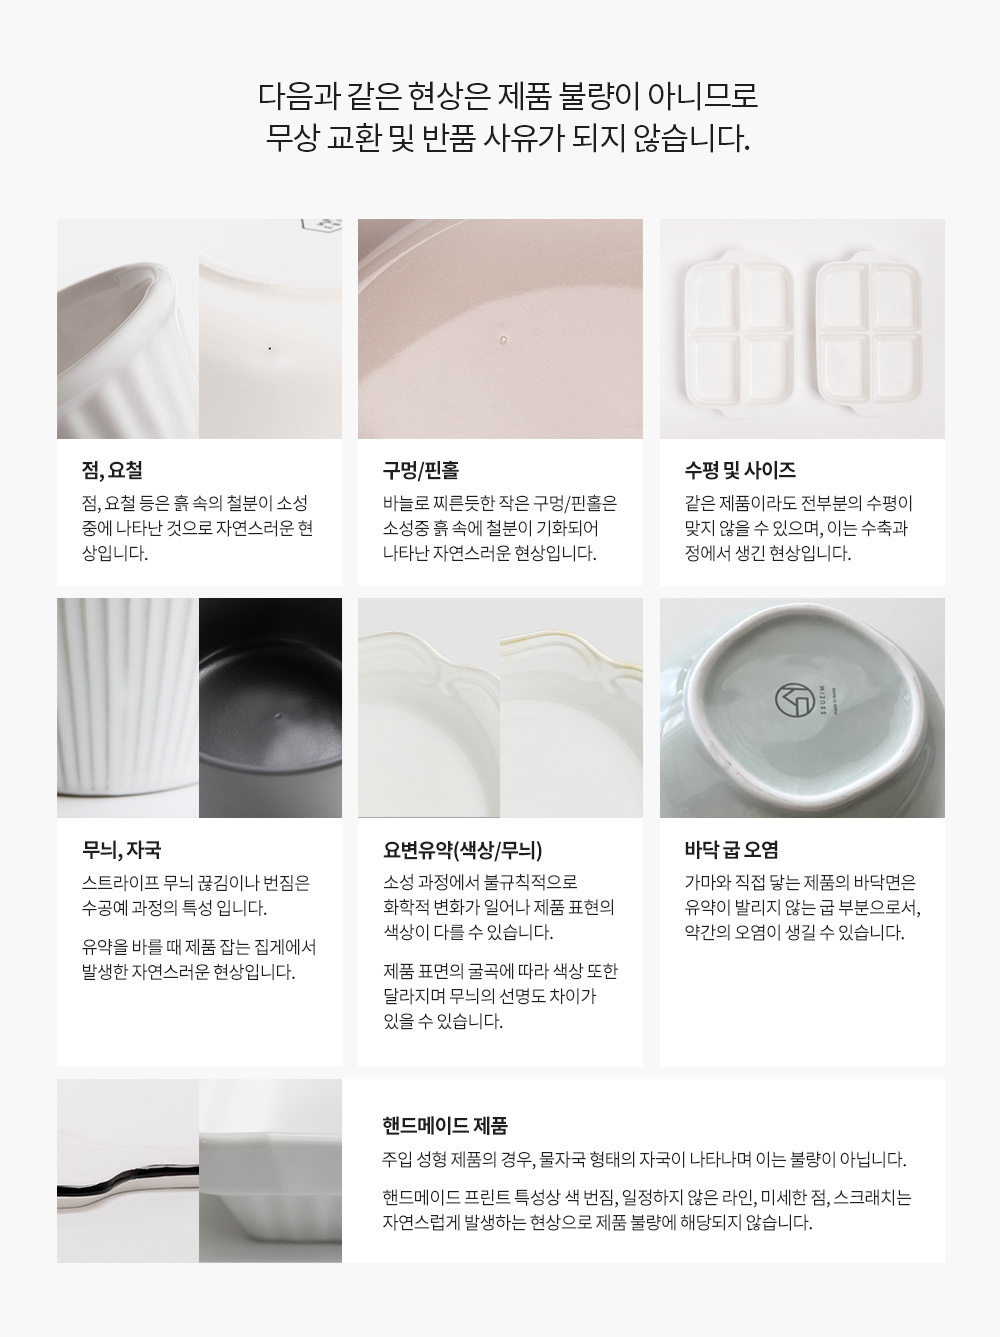 다음과 같은 현상은 제품 불량이 아니므로
무상 교환 및 반품 사유가 되지 않습니다.
점, 요철
점, 요철 등은 흙 속의 철분이 소성
중에 나타난 것으로 자연스러운 현
상입니다.
구멍/핀홀
바늘로 찌른듯한 작은 구멍/핀홀은
소성중 흙 속에 철분이 기화되어
나타난 자연스러운 현상입니다.
수평 및 사이즈
같은 제품이라도 전부분의 수평이
맞지 않을 수 있으며, 이는 수축과
정에서 생긴 현상입니다.
SSUEIM
무늬, 자국
스트라이프 무늬 끊김이나 번짐은
수공예 과정의 특성 입니다.
유약을 바를 때 제품 잡는 집게에서
발생한 자연스러운 현상입니다.
요변유약(색상/무늬)
소성 과정에서 불규칙적으로
화학적 변화가 일어나 제품 표현의
색상이 다를 수 있습니다.
제품 표면의 굴곡에 따라 색상 또한
달라지며 무늬의 선명도 차이가
있을 수 있습니다.
바닥 굽 오염
가마와 직접 닿는 제품의 바닥면은
유약이 발리지 않는 굽 부분으로서,
약간의 오염이 생길 수 있습니다.
핸드메이드 제품
주입 성형 제품의 경우, 물자국 형태의 자국이 나타나며 이는 불량이 아닙니다.
핸드메이드 프린트 특성상 색 번짐, 일정하지 않은 라인, 미세한 점, 스크래치는
자연스럽게 발생하는 현상으로 제품 불량에 해당되지 않습니다.